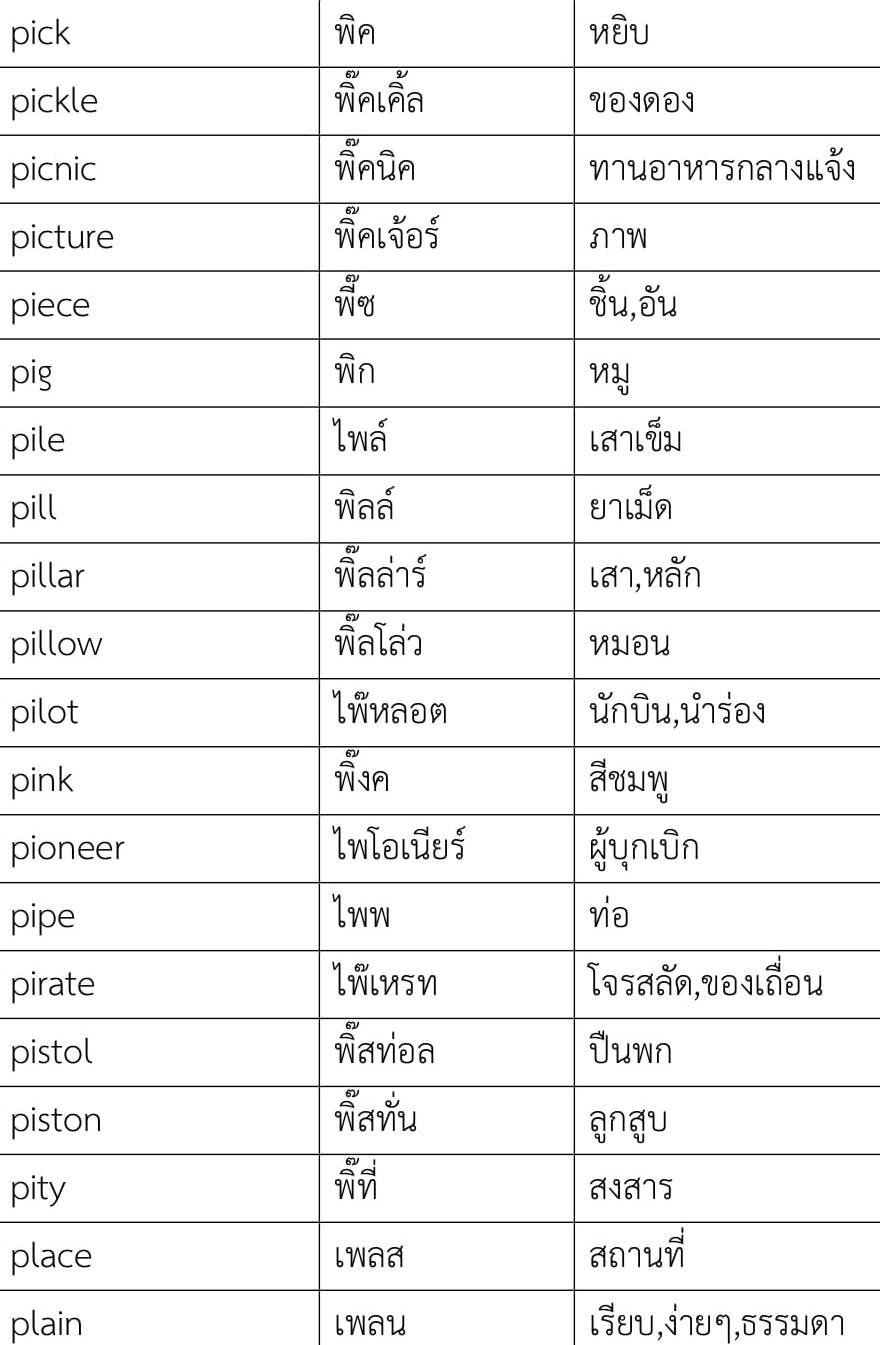 pick พิค หยิบ
pickle พิ๊คเคิ้ล ของดอง
picnic พิ๊คนิค ทานอาหารกลางแจ้ง
picture พิ๊คเจ้อร์ ภาพ
piece พี๊ซ ชิ้น,อัน
pig พิก หมู
pile ไพล์ เสาเข็ม
pill พิลล์ ยาเม็ด
pillar พิ๊ลล่าร์ เสา,หลัก
pillow พิ๊ลโล่ว หมอน
pilot ไพ๊หลอต นักบิน,นำร่อง
pink พิ๊งค สีชมพู
pioneer ไพโอเนียร์ ผู้บุกเบิก
pipe ไพพ ท่อ
pirate ไพ๊เหรท โจรสลัด,ของเถื่อน
pistol พิ๊สท่อล ปืนพก
piston พิ๊สทั่น ลูกสูบ
pity พิ๊ที่ สงสาร
place เพลส สถานที่
plain เพลน เรียบ,ง่ายๆ,ธรรมดา